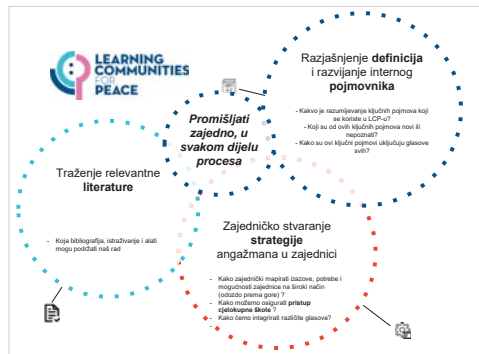 LEARNING
COMMUNITIES
FOR
PEACE
Razjašnjenje definicija
i razvijanje internog
pojmovnika
- Kakvo je razumijevanje ključnih pojmova koji
se koriste u LCP-u?
- Koji su od ovih ključnih pojmova novi ili
nepoznati?
- Kako su ovi ključni pojmovi uključuju glasove
svih?
Promišljati
zajedno, u
svakom dijelu
procesa
Traženje relevantne
literature
- Koja bibliografija, istraživanje i alati
mogu podržati naš rad
Zajedničko stvaranje
strategije
angažmana u zajednici
- Kako zajednički mapirati izazove, potrebe i
mogućnosti zajednice na široki način
(odozdo prema gore) ?
- Kako možemo osigurati pristup
cjelokupne škole ?
- Kako ćemo integrirati različite glasove?
-